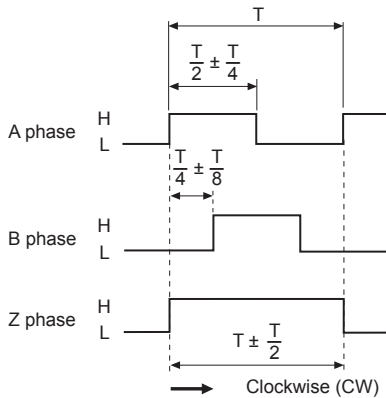 T
T/2 ± T/4
A phase H
L
T/4 ± T/8
B phase H
L
Z phase H
L
T ± T/2
Clockwise (CW)